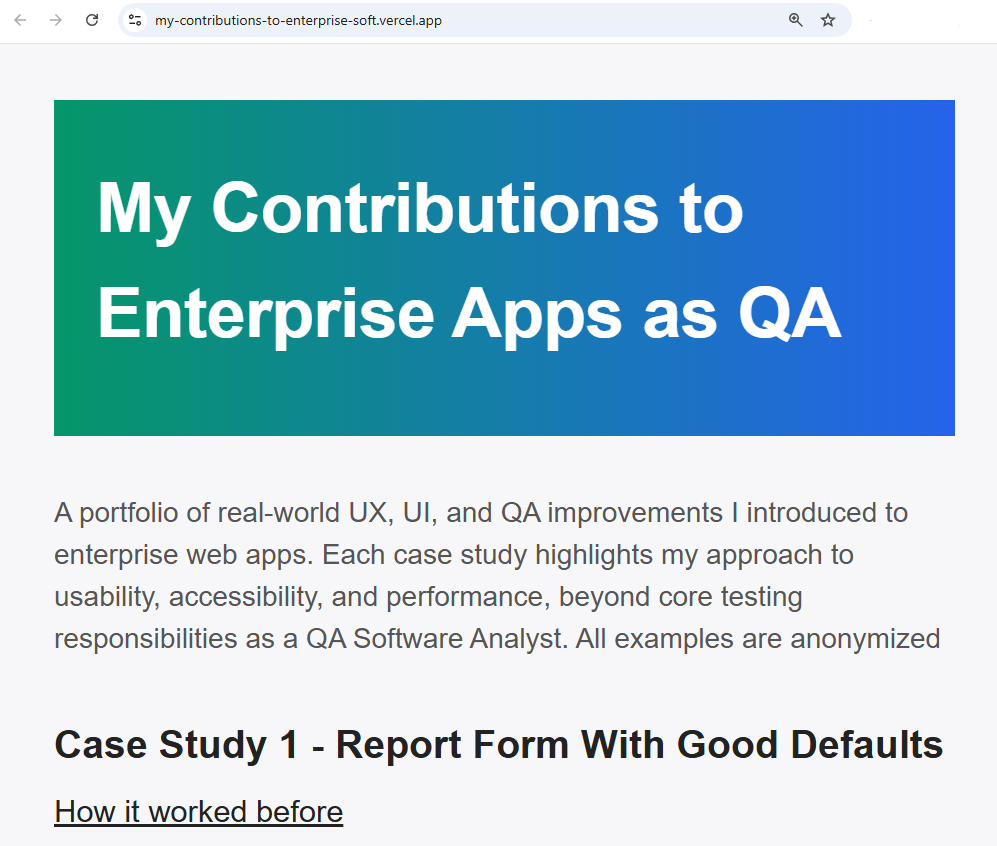 my-contributions-to-enterprise-soft.vercel.app
My Contributions to
Enterprise Apps as QA
A portfolio of real-world UX, UI, and QA improvements I introduced to
enterprise web apps. Each case study highlights my approach to
usability, accessibility, and performance, beyond core testing
responsibilities as a QA Software Analyst. All examples are anonymized
Case Study 1 - Report Form With Good Defaults
How it worked before